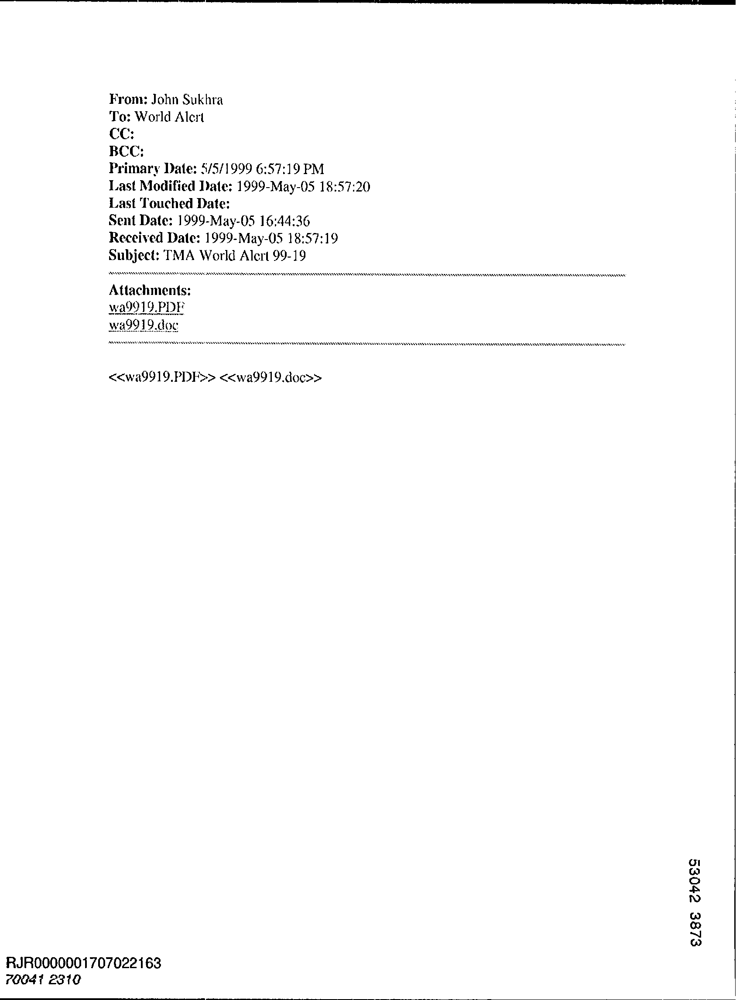 From: John Sukhra
To: World Alert
CC:
BCC:
Primary Date: 5/5/1999 6:57:19 PM
Last Modified Date: 1999-May-05 18:57:20
Last Touched Date:
Sent Date: 1999-May-05 16:44:36
Received Date: 1999-May-05 18:57:19
Subject: TMA World Alert 99-19
Attachments:
wa9919.PDF
wa9919.doc
<<wa9919.PDF>> <<wa9919.doc>>
53042 3873
RJR0000001707022163
70041 2310